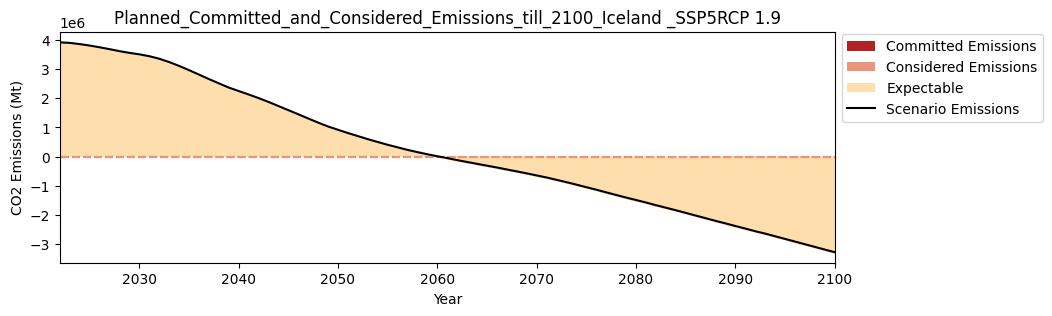 Planned_Committed_and_Considered_Emissions_till_2100_Iceland _SSP5RCP 1.9
1e6
4
3
2
1
0
−1
−2
−3
CO2 Emissions (Mt)
2030 2040 2050 2060 2070 2080 2090 2100
Year
Committed Emissions
Considered Emissions
Expectable
Scenario Emissions